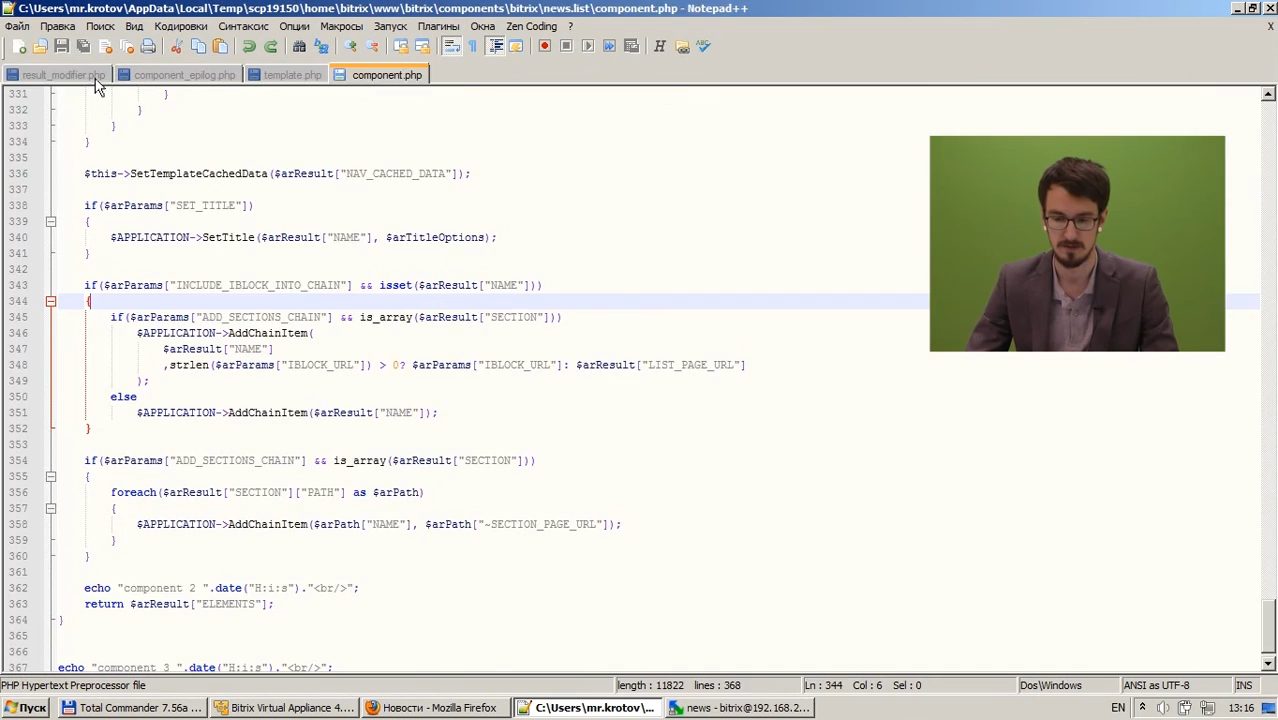 C:\Users\mr.krotov\AppData\Local\Temp\scp19150\home\bitrix\www\bitrix\components\bitrix\news.list\component.php - Notepad++
Файл Правка Поиск Вид Кодировки Синтаксис Опции Макросы Запуск Плагины Окна Zen Coding X
result_modifier.php component_epilog.php template.php component.php
331 }
332 }
333 }
334 }
335
336 $this->SetTemplateCachedData($arResult["NAV_CACHED_DATA"]);
337
338 if($arParams["SET_TITLE"])
339 {
340 $APPLICATION->SetTitle($arResult["NAME"], $arTitleOptions);
341 }
342
343 if($arParams["INCLUDE_IBLOCK_INTO_CHAIN"] && isset($arResult["NAME"]))
344 {
345 if($arParams["ADD_SECTIONS_CHAIN"] && is_array($arResult["SECTION"]))
346 $APPLICATION->AddChainItem(
347 $arResult["NAME"]
348 ,strlen($arParams["IBLOCK_URL"]) > 0? $arParams["IBLOCK_URL"]: $arResult["LIST_PAGE_URL"]
349 );
350 else
351 $APPLICATION->AddChainItem($arResult["NAME"]);
352 }
353
354 if($arParams["ADD_SECTIONS_CHAIN"] && is_array($arResult["SECTION"]))
355 {
356 foreach($arResult["SECTION"]["PATH"] as $arPath)
357 {
358 $APPLICATION->AddChainItem($arPath["NAME"], $arPath["~SECTION_PAGE_URL"]);
359 }
360 }
361
362 echo "component 2 ".date("H:i:s")."<br/>";
363 return $arResult["ELEMENTS"];
364 }
365
366
367 echo "component 3 ".date("H:i:s")."<br/>";
PHP Hypertext Preprocessor file length : 11822 lines : 368 Ln : 344 Col : 6 Sel : 0 Dos\Windows ANSI as UTF-8 INS
Пуск Total Commander 7.56a ... Bitrix Virtual Appliance 4.... Новости - Mozilla Firefox C:\Users\mr.krotov\... news - bitrix@192.168.2... EN 13:16